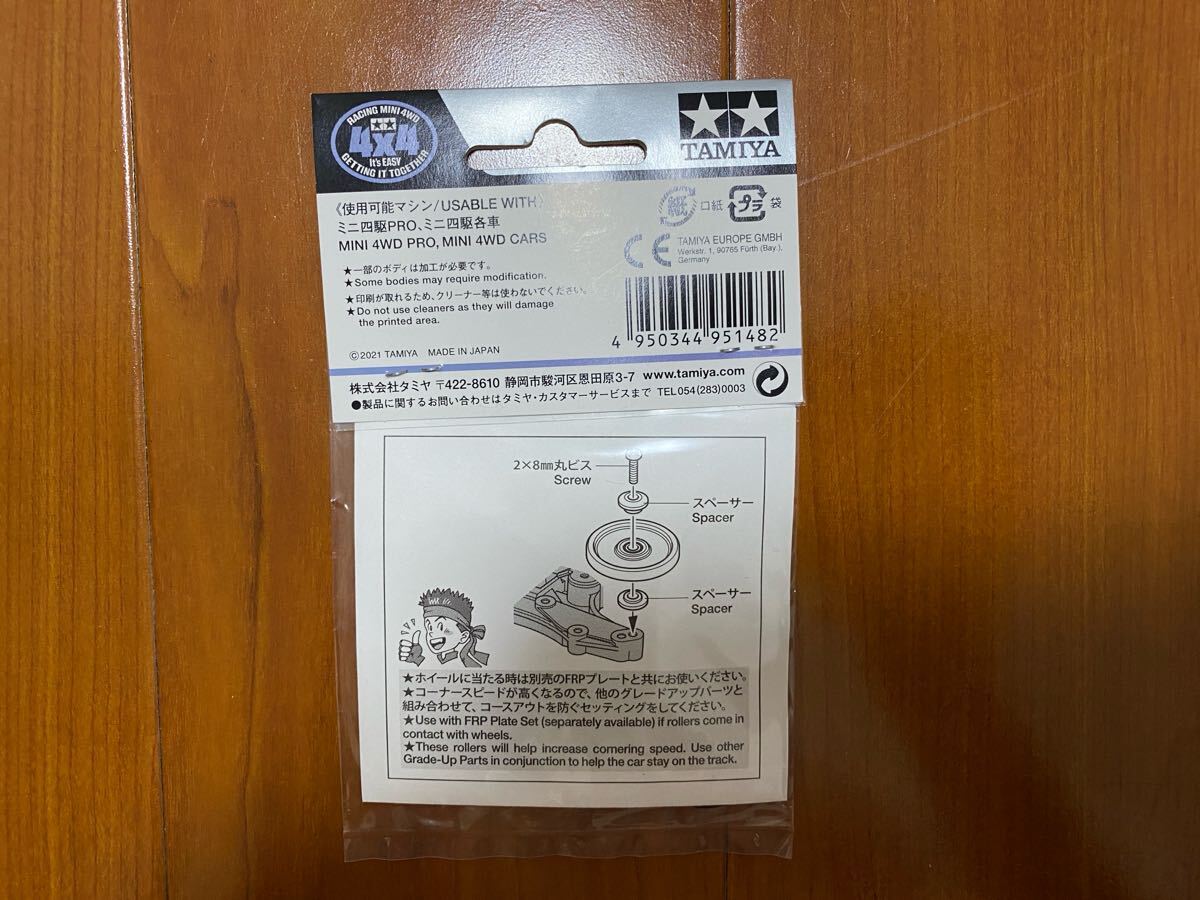 RACING MINI 4WD
4x4
It's EASY
GETTING IT TOGETHER
TAMIYA
《使用可能マシン/USABLE WITH》
ミニ四駆PRO、ミニ四駆各車
MINI 4WD PRO, MINI 4WD CARS
★一部のボディは加工が必要です。
★Some bodies may require modification.
★印刷が取れるため、クリーナー等は使わないでください。
★Do not use cleaners as they will damage
the printed area.
©2021 TAMIYA MADE IN JAPAN
紙 口紙 プラ 袋
CE
TAMIYA EUROPE GMBH
Werkstr. 1, 90765 Fürth (Bay.),
Germany
4 950344 951482
株式会社タミヤ 〒422-8610 静岡市駿河区恩田原3-7 www.tamiya.com
●製品に関するお問い合わせはタミヤ・カスタマーサービスまで TEL054(283)0003
2×8㎜丸ビス
Screw
スペーサー
Spacer
スペーサー
Spacer
★ホイールに当たる時は別売のFRPプレートと共にお使いください。
★コーナースピードが高くなるので、他のグレードアップパーツと
組み合わせて、コースアウトを防ぐセッティングをしてください。
★Use with FRP Plate Set (separately available) if rollers come in
contact with wheels.
★These rollers will help increase cornering speed. Use other
Grade-Up Parts in conjunction to help the car stay on the track.